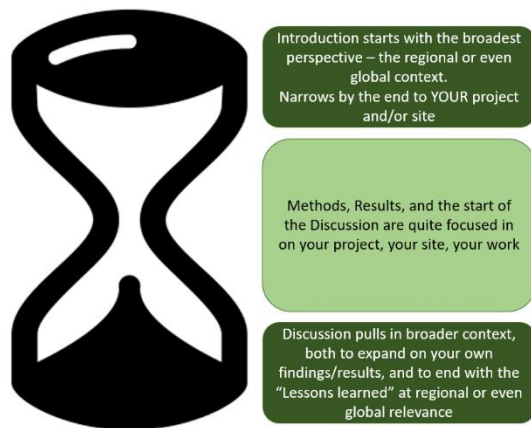 Introduction starts with the broadest
perspective – the regional or even
global context.
Narrows by the end to YOUR project
and/or site
Methods, Results, and the start of
the Discussion are quite focused in
on your project, your site, your work
Discussion pulls in broader context,
both to expand on your own
findings/results, and to end with the
“Lessons learned” at regional or even
global relevance